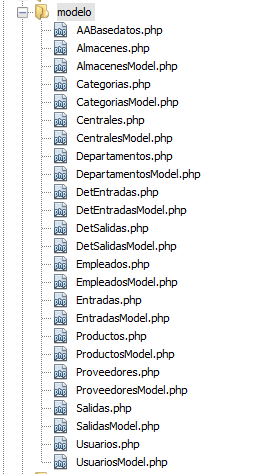 modelo
AABasedatos.php
Almacenes.php
AlmacenesModel.php
Categorias.php
CategoriasModel.php
Centrales.php
CentralesModel.php
Departamentos.php
DepartamentosModel.php
DetEntradas.php
DetEntradasModel.php
DetSalidas.php
DetSalidasModel.php
Empleados.php
EmpleadosModel.php
Entradas.php
EntradasModel.php
Productos.php
ProductosModel.php
Proveedores.php
ProveedoresModel.php
Salidas.php
SalidasModel.php
Usuarios.php
UsuariosModel.php